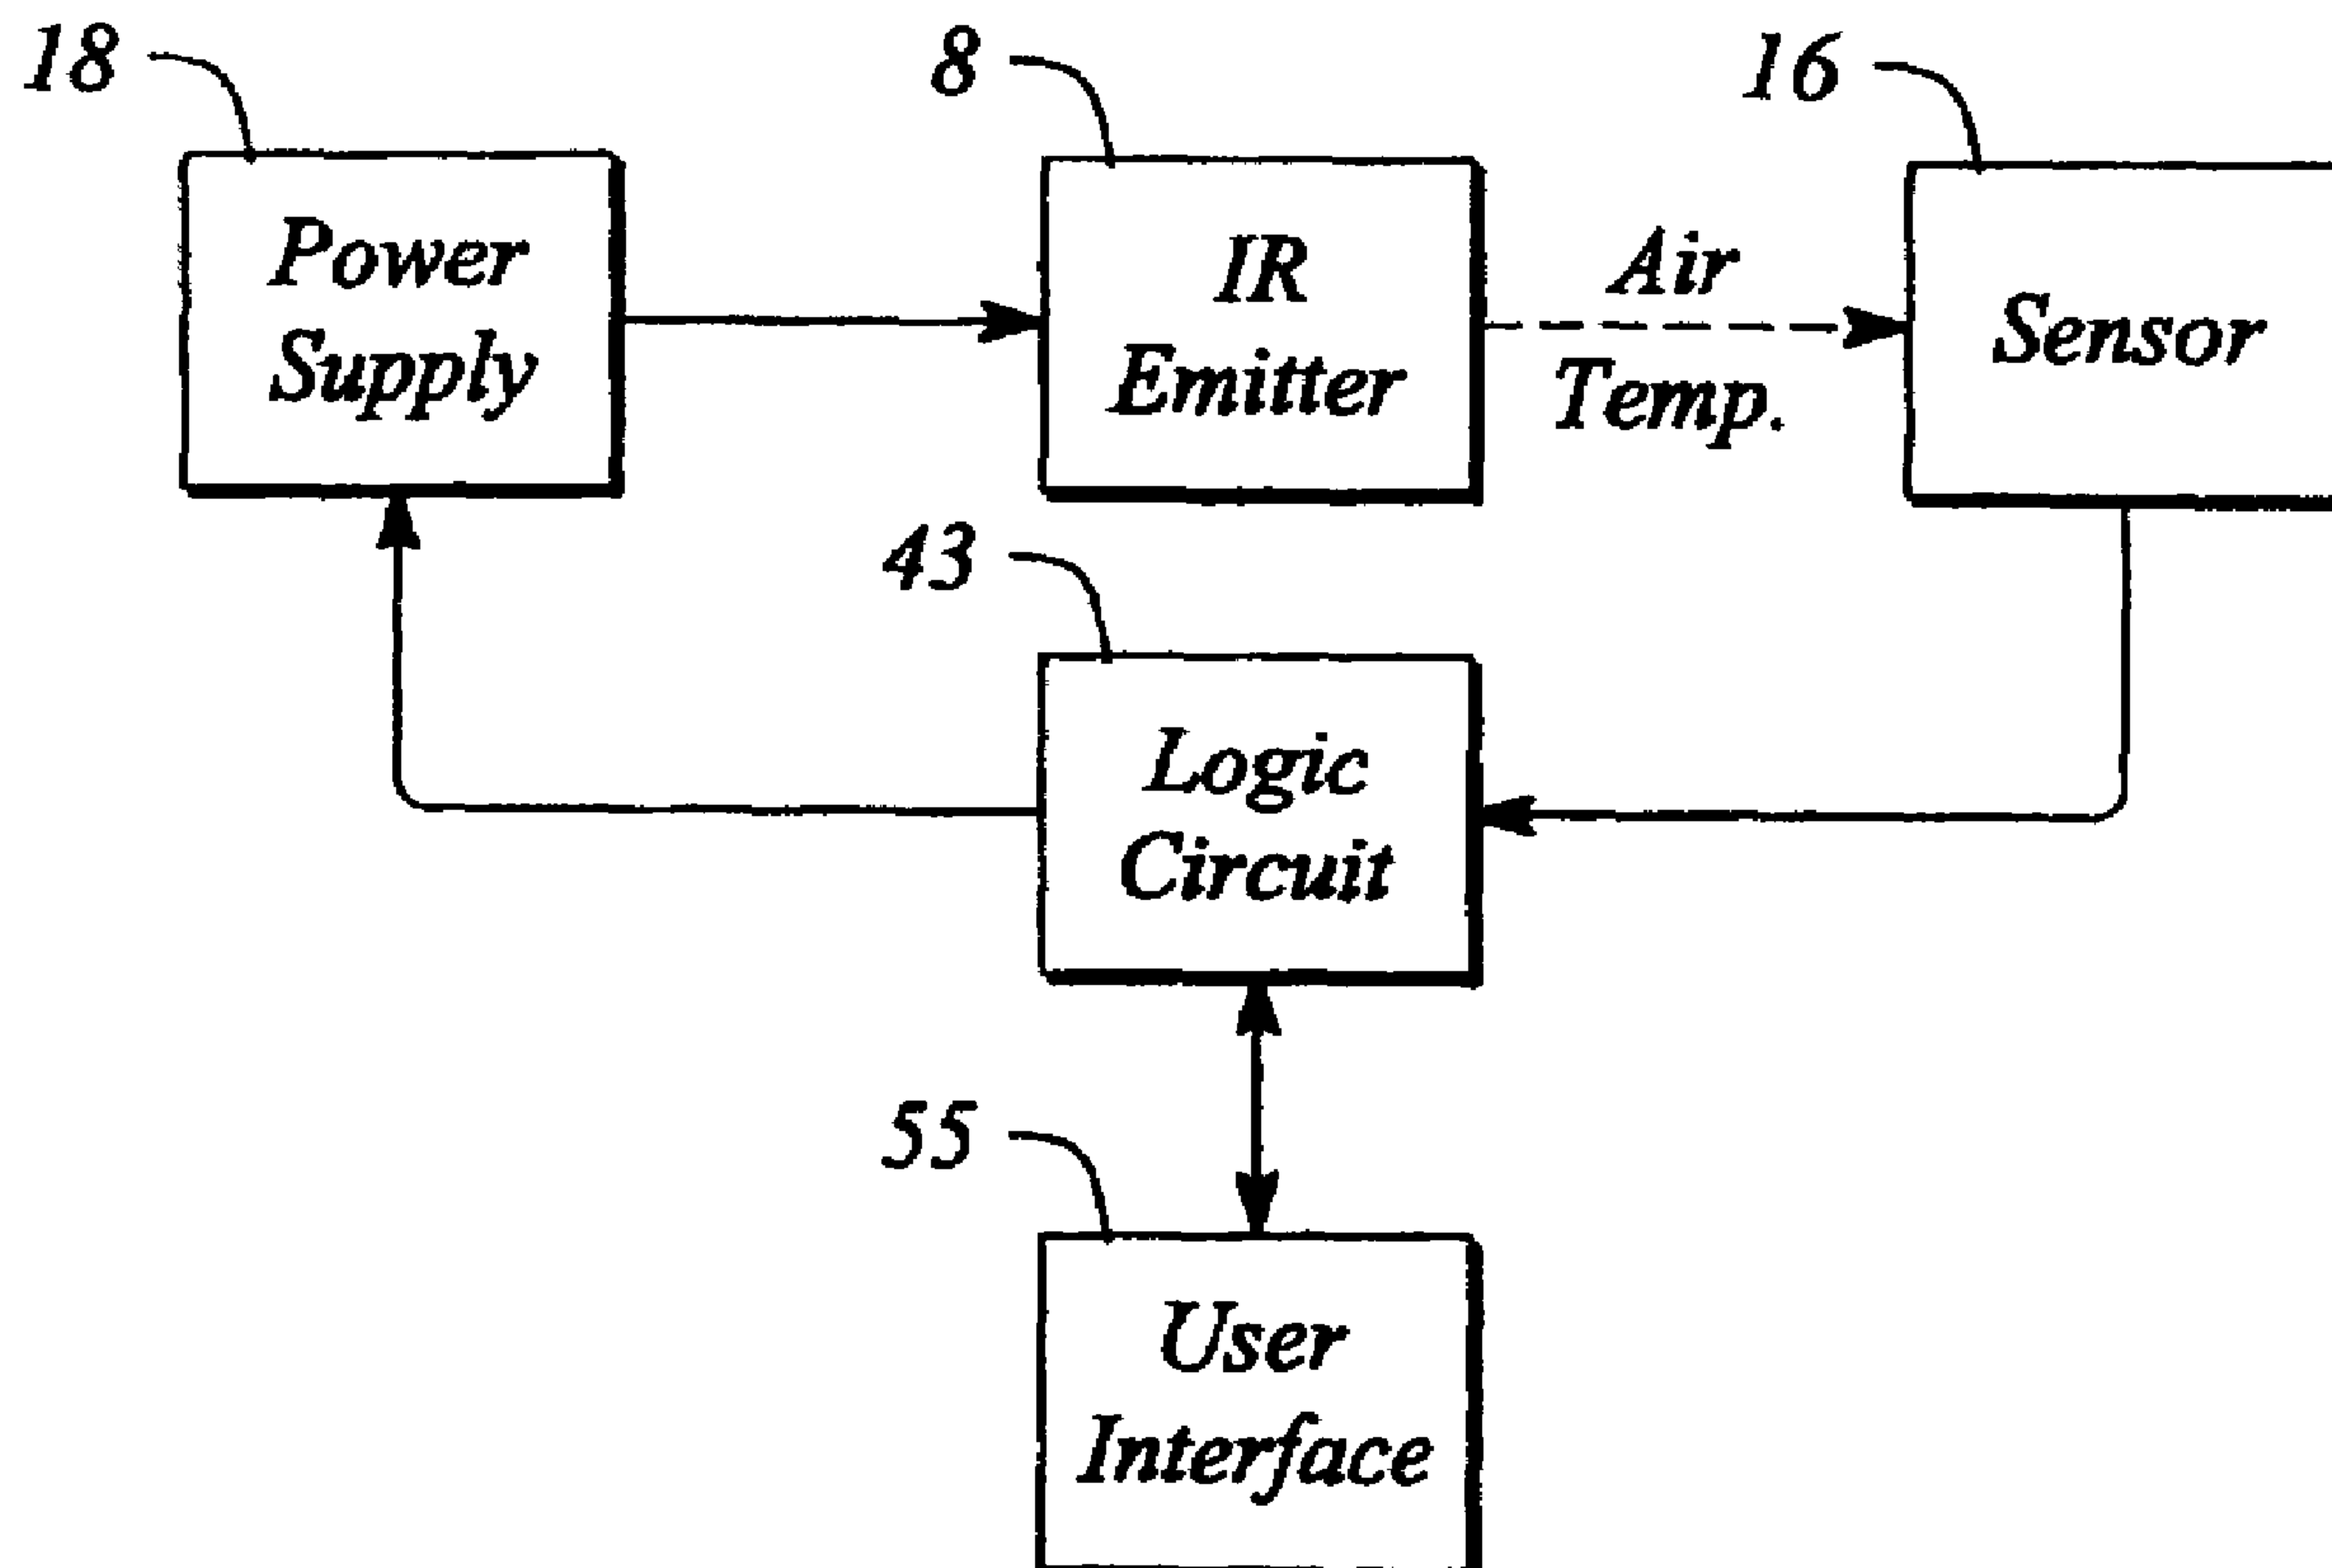 18
8
16
Power
Supply
IR
Emitter
Air
Temp.
Sensor
43
Logic
Circuit
55
User
Interface